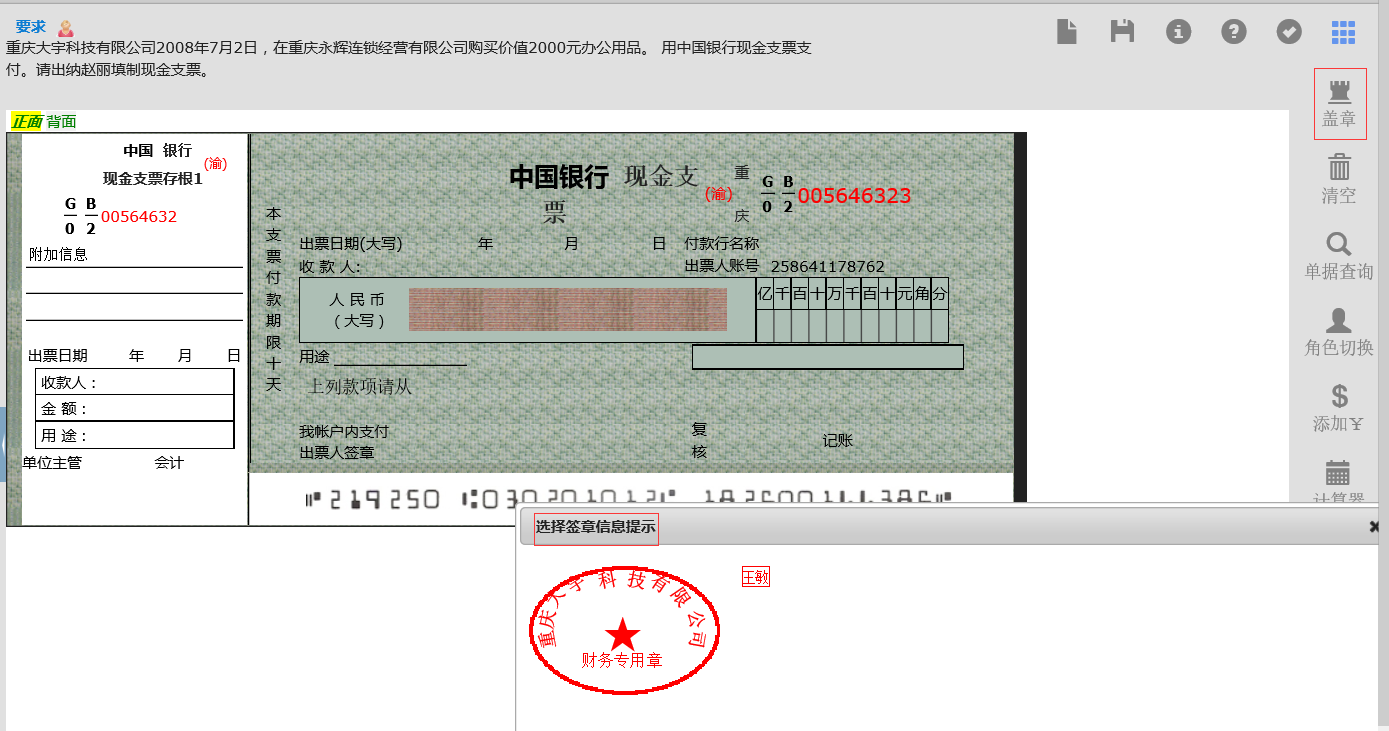 要求
重庆大宇科技有限公司2008年7月2日，在重庆永辉连锁经营有限公司购买价值2000元办公用品。 用中国银行现金支票支
付。请出纳赵丽填制现金支票。
盖章
清空
单据查询
角色切换
添加￥
计算器
正面 背面
中国 银行
现金支票存根1
(渝)
G B
0 2
00564632
附加信息
出票日期 年 月 日
收款人：
金 额：
用 途：
单位主管 会计
本支票付款期限十天
中国银行 现金支
票
(渝)
重
庆
G B
0 2
005646323
出票日期(大写) 年 月 日 付款行名称
收 款 人: 出票人账号 258641178762
人 民 币
（大写） 亿千百十万千百十元角分
用途
上列款项请从
我帐户内支付
出票人签章
复
核
记账
选择签章信息提示
重庆大宇科技有限公司
财务专用章
王敏